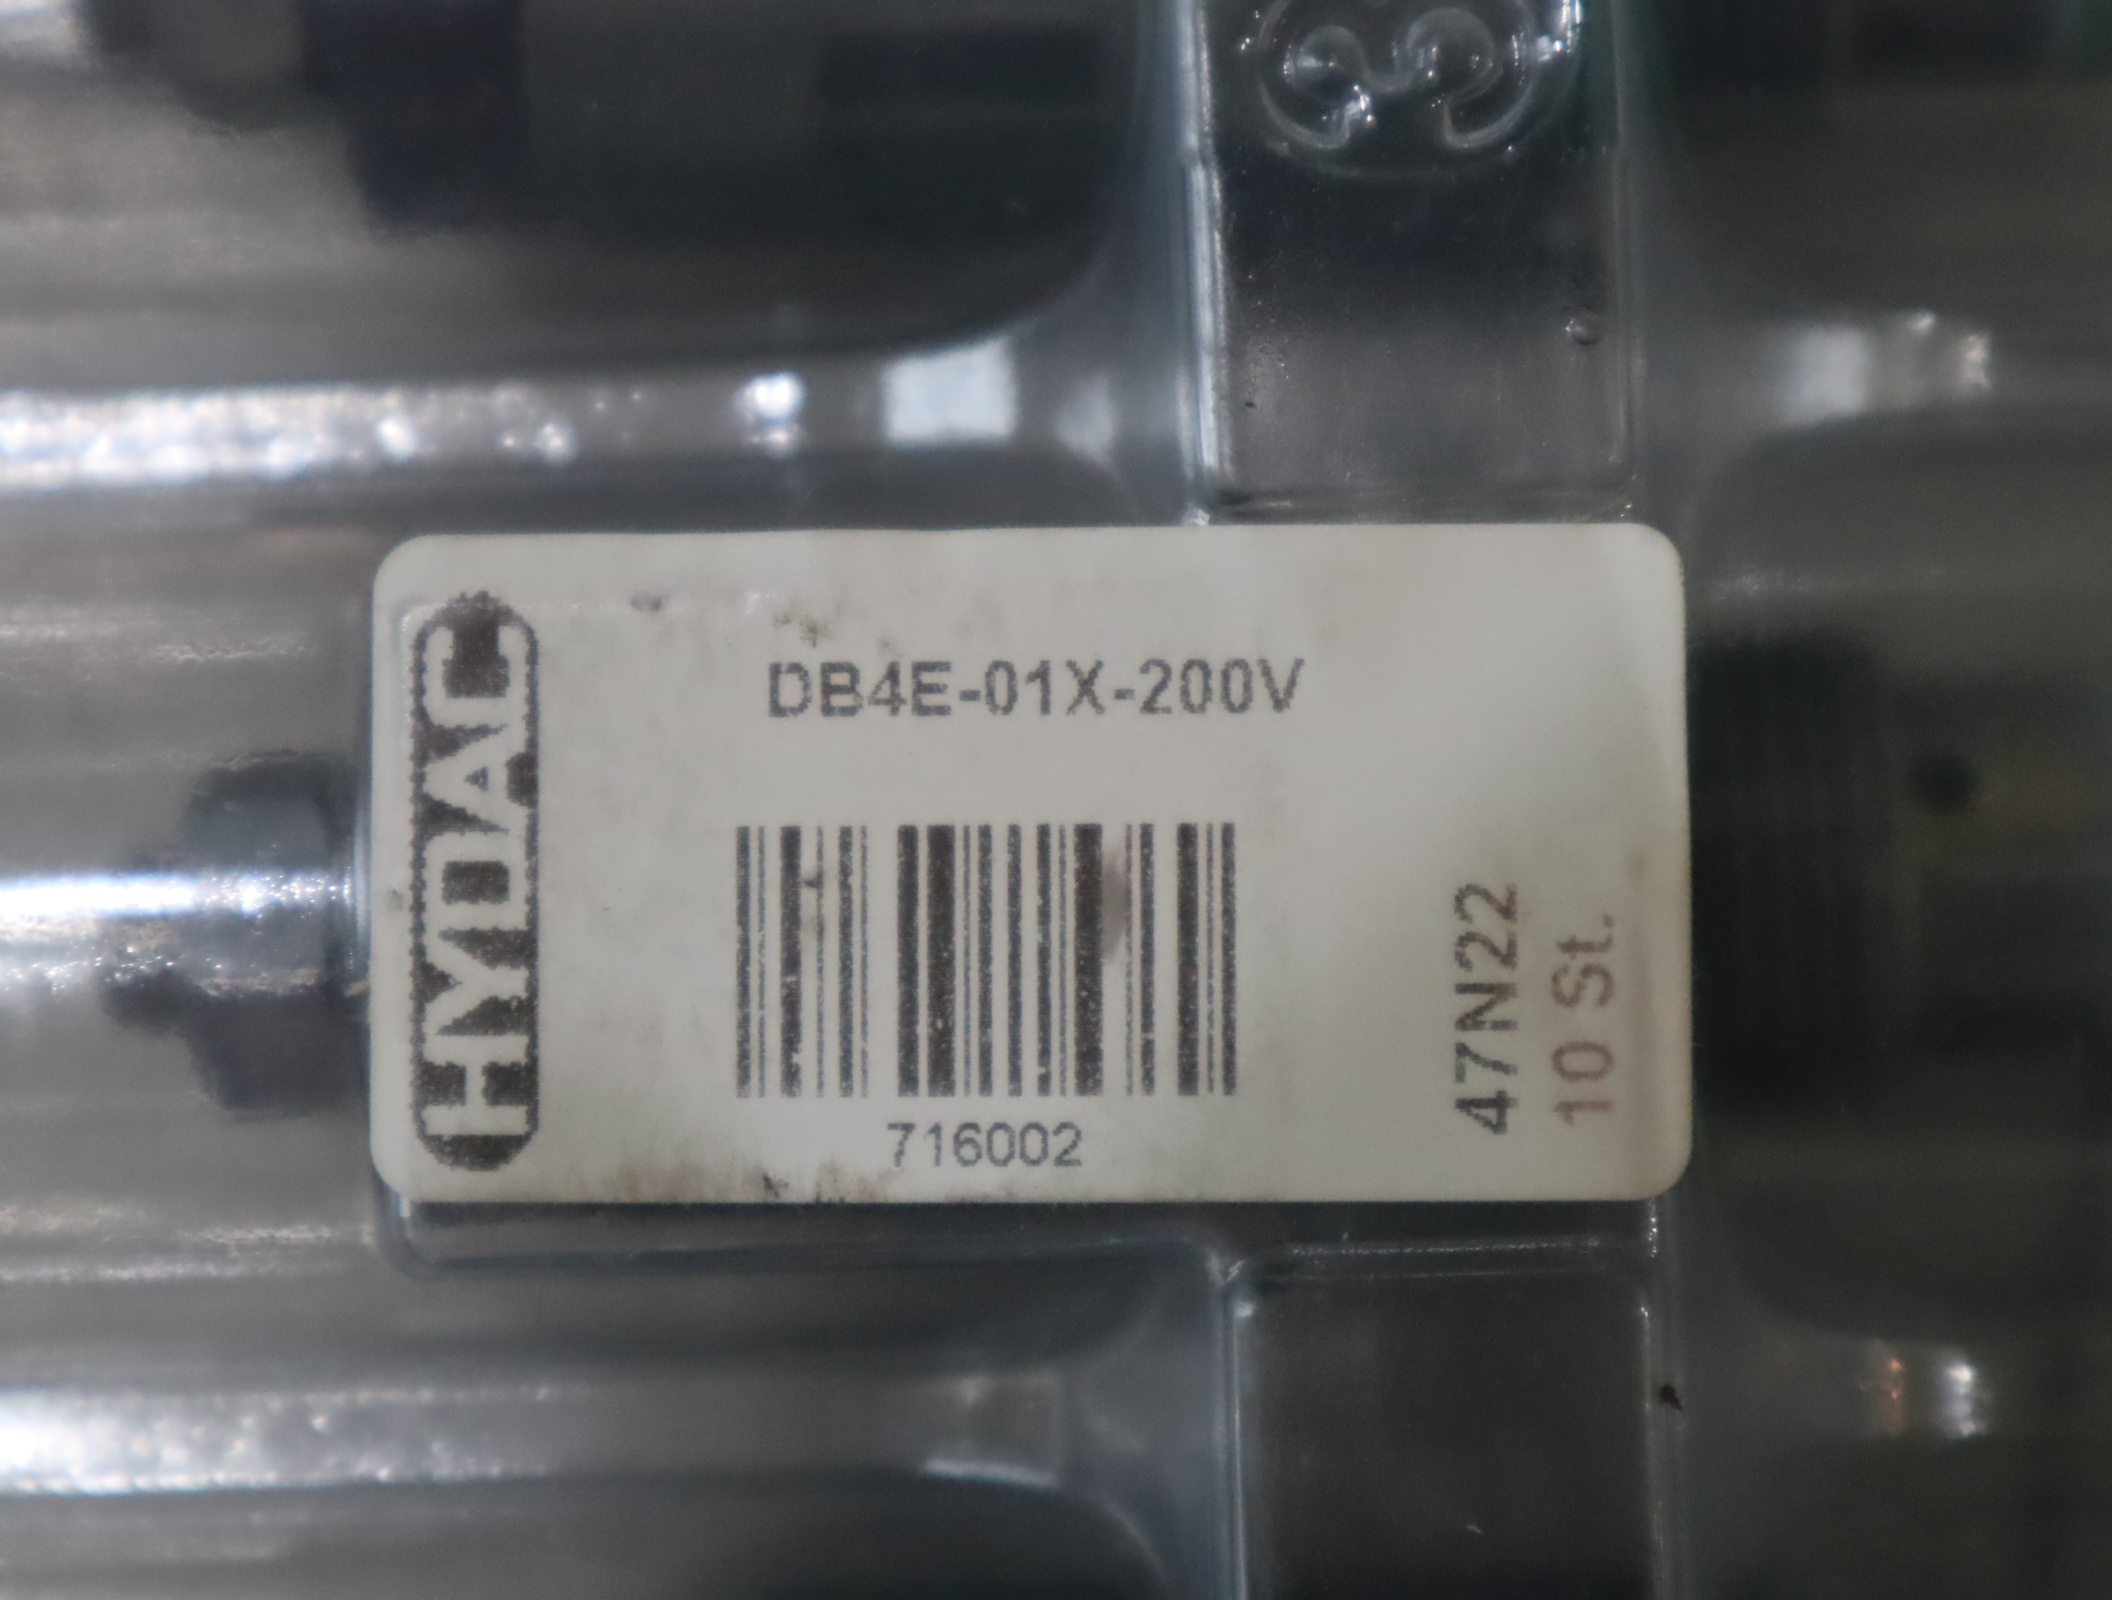 HYDAC
DB4E-01X-200V
716002
47N22
10 St.